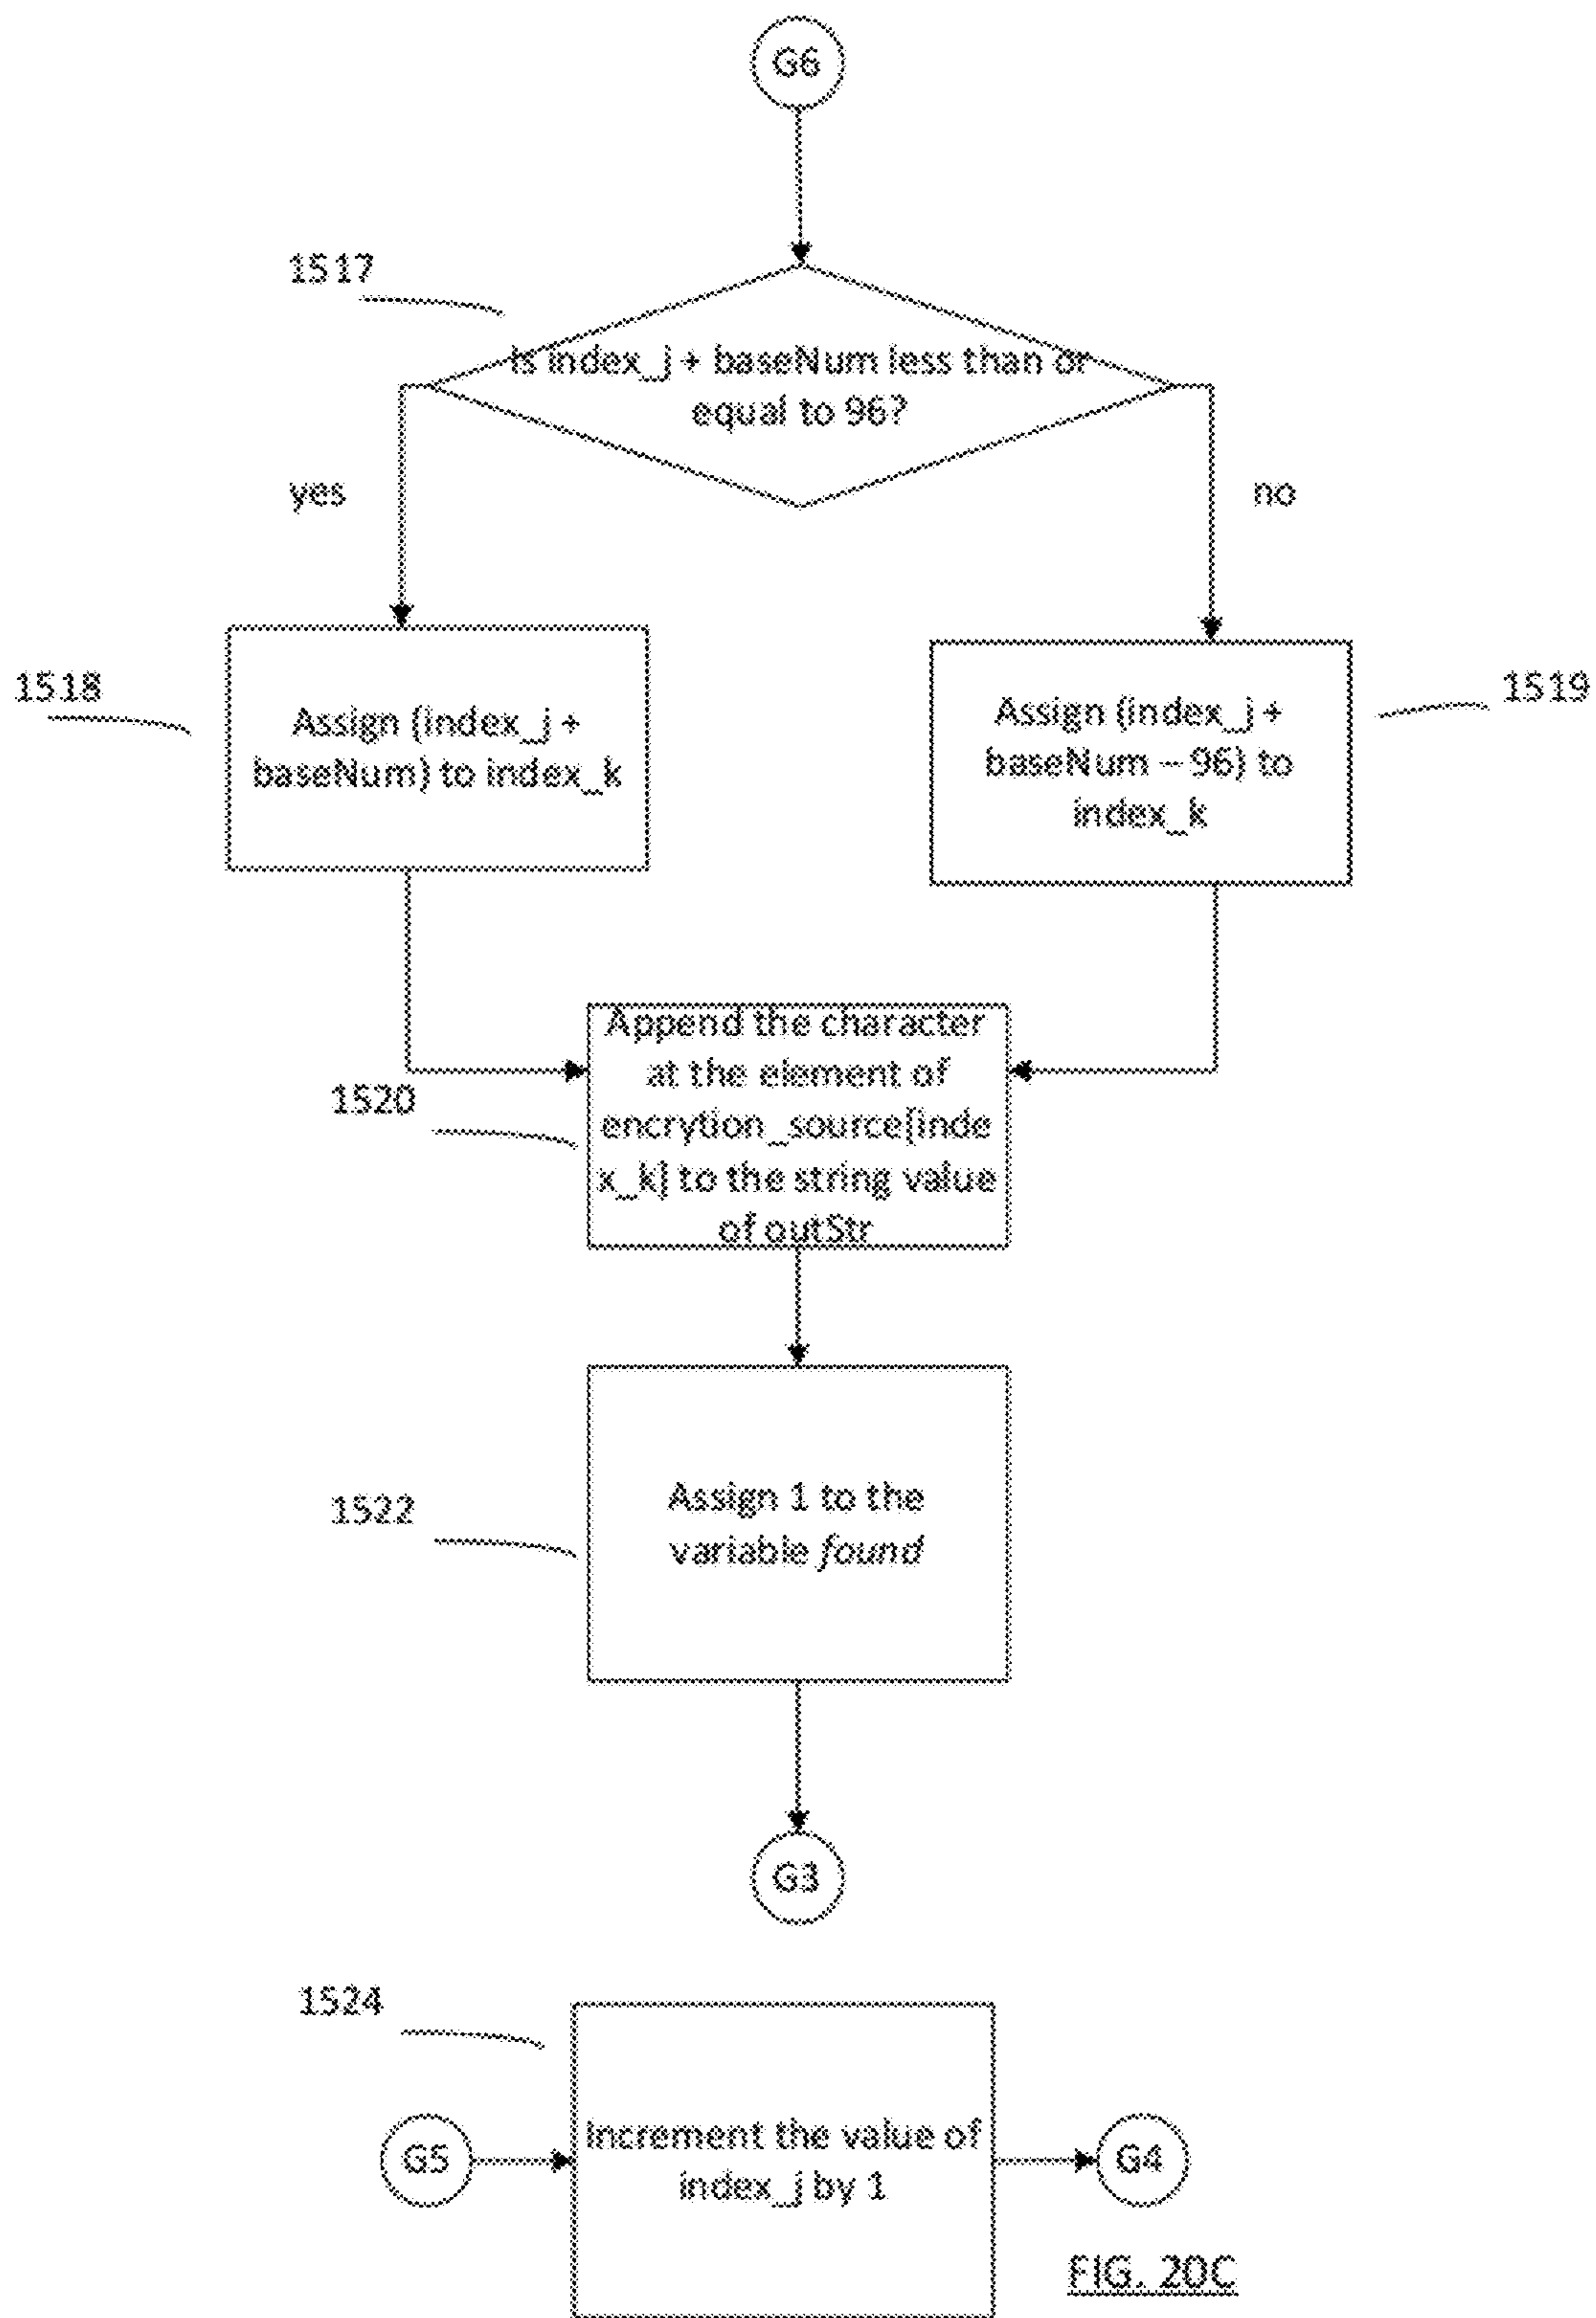 G6
1517
Is index_j + baseNum less than or
equal to 96?
yes
no
1518
Assign (index_j +
baseNum) to index_k
Assign (index_j +
baseNum – 96) to
index_k
1519
Append the character
at the element of
encrytion_source[inde
x_k] to the string value
of outStr
1520
Assign 1 to the
variable found
1522
G3
1524
G5
Increment the value of
index_j by 1
G4
FIG. 20C